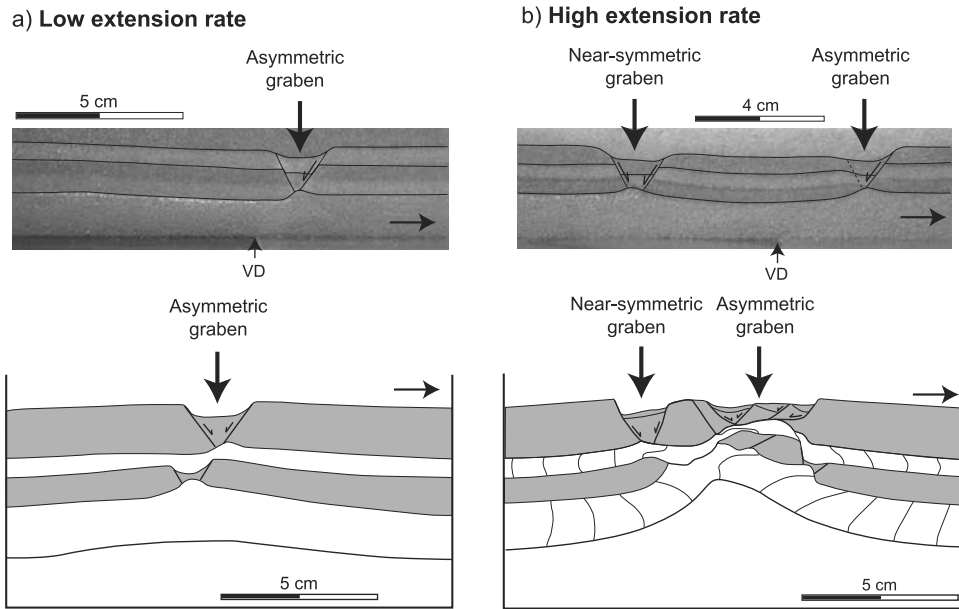 a) Low extension rate
Asymmetric
graben
5 cm
VD
Asymmetric
graben
5 cm
b) High extension rate
Near-symmetric
graben
Asymmetric
graben
4 cm
VD
Near-symmetric
graben
Asymmetric
graben
5 cm